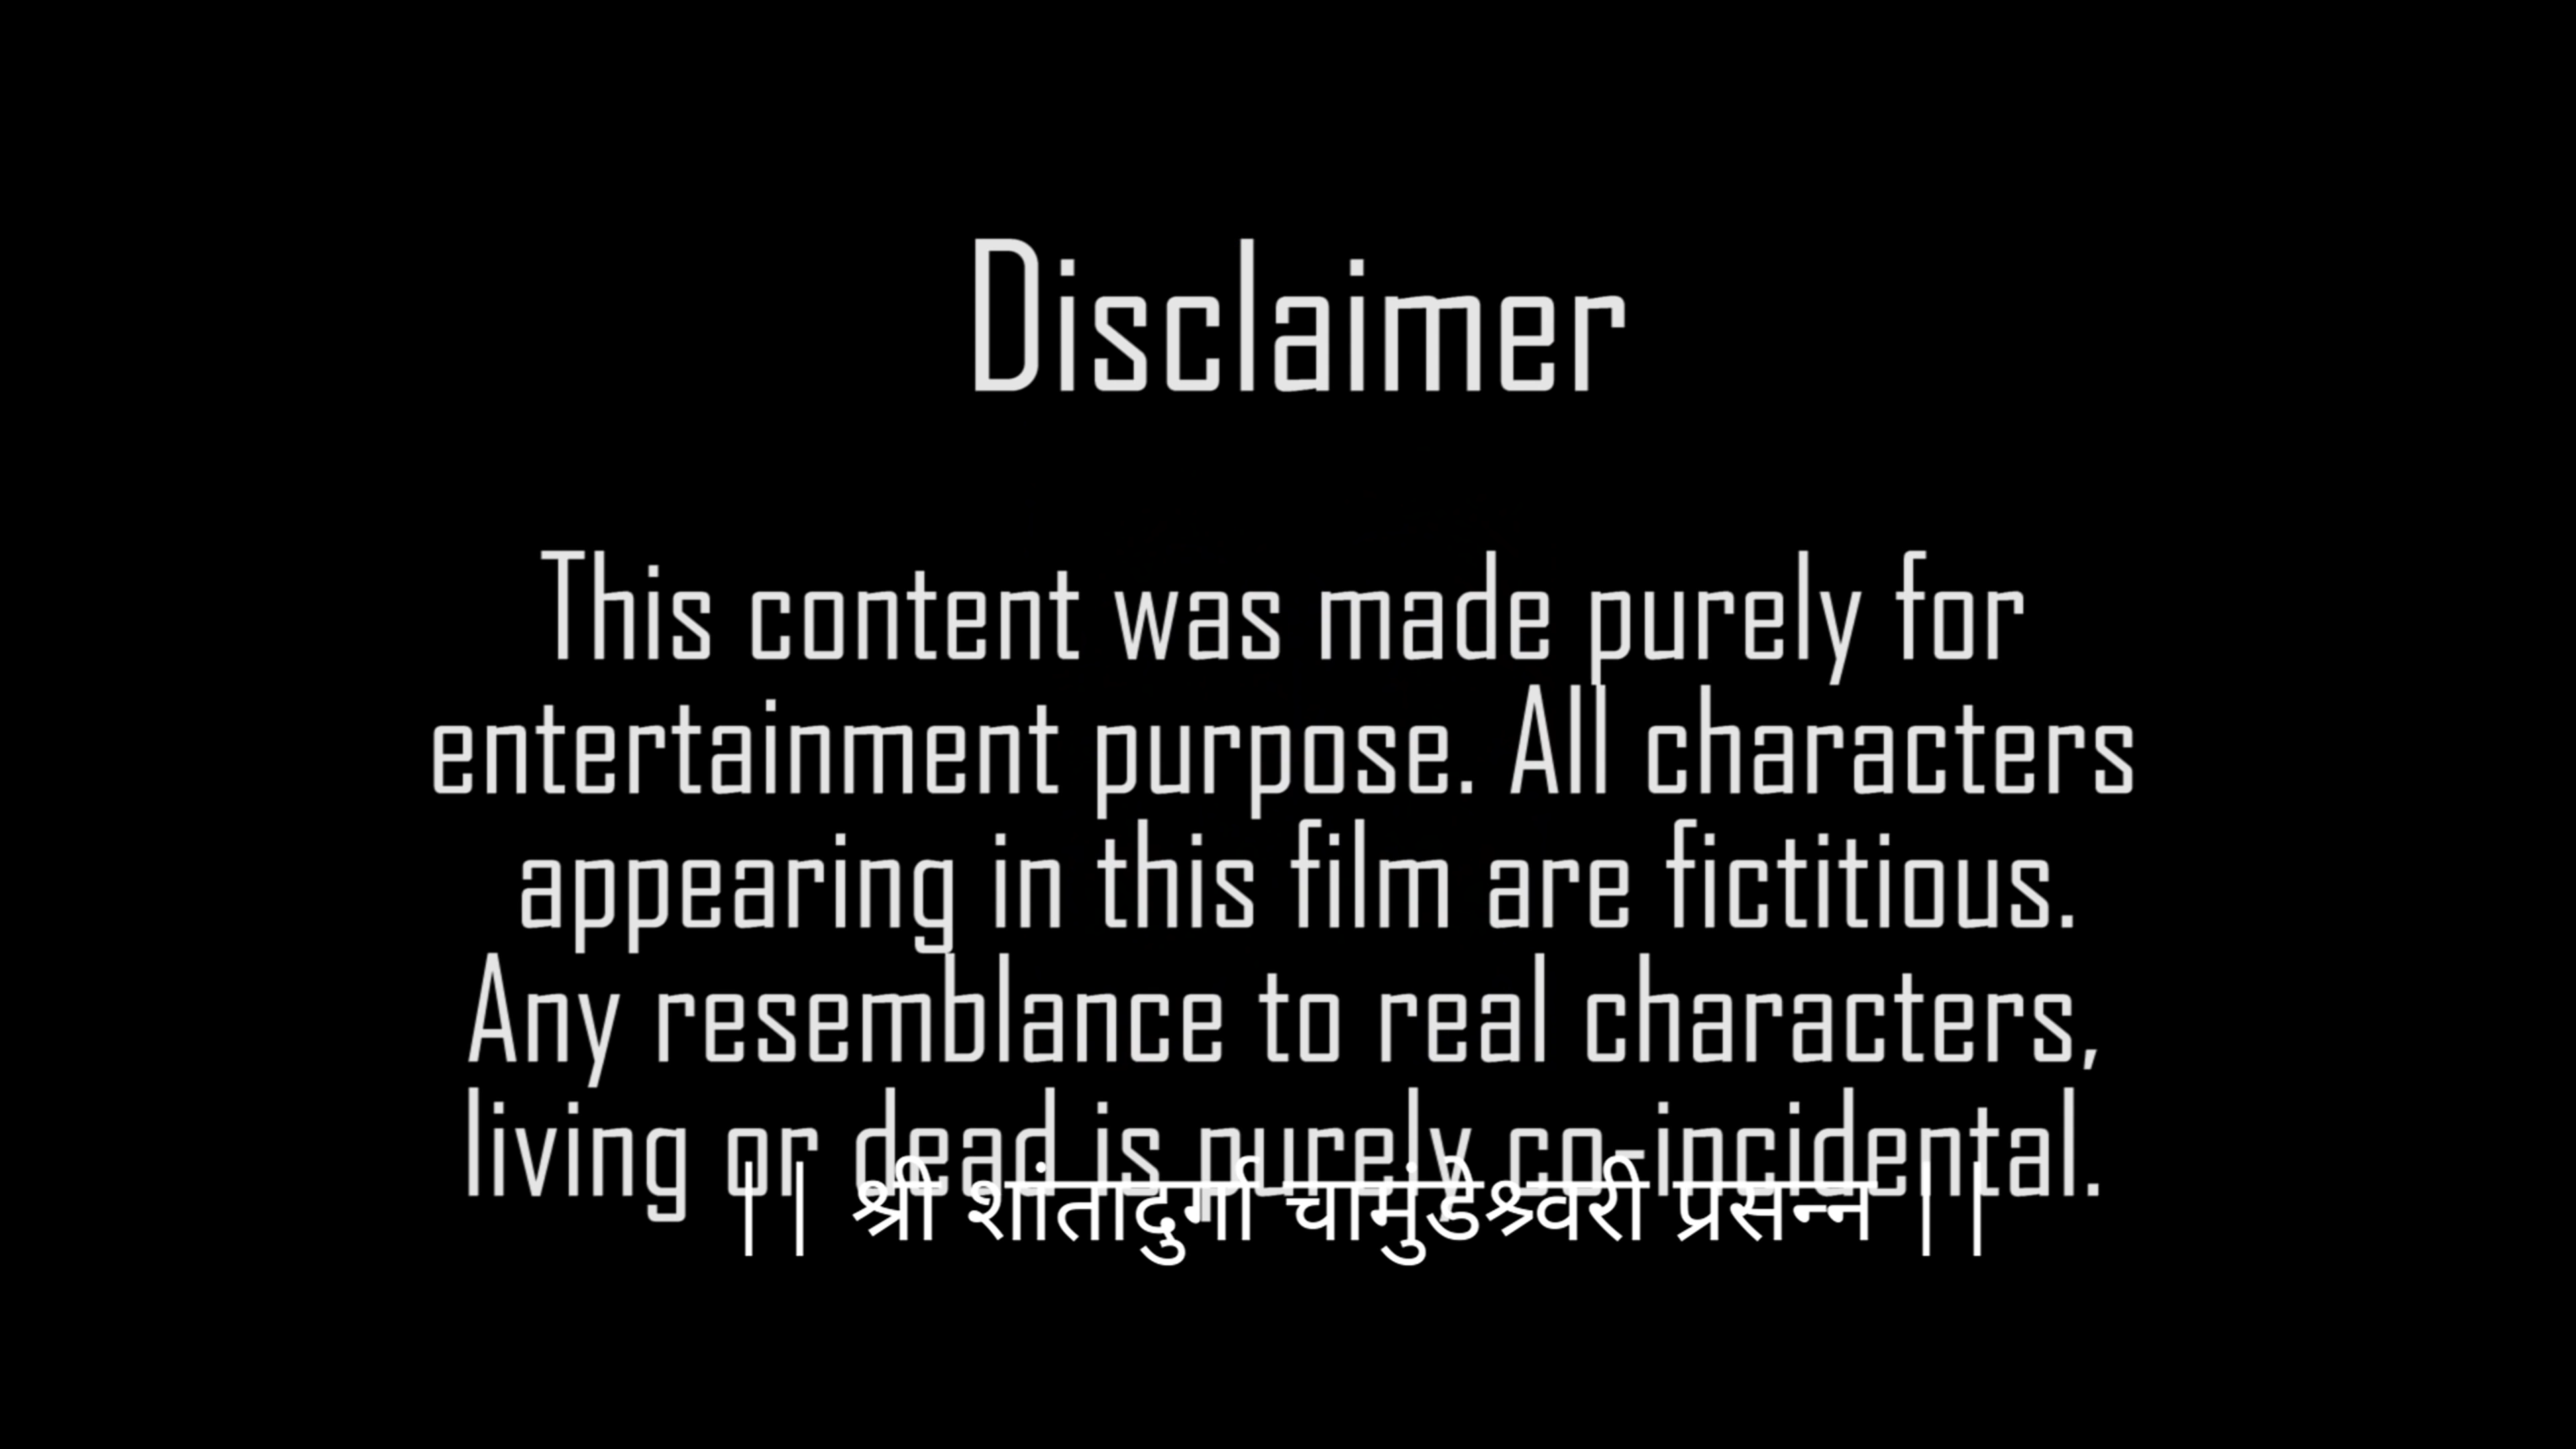 Disclaimer
This content was made purely for
entertainment purpose. All characters
appearing in this film are fictitious.
Any resemblance to real characters,
living or dead is purely co-incidental.
|| श्री शांतादुर्गा चामुंडेश्वरी प्रसन्न ||